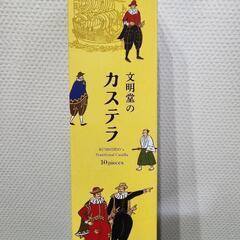 文明堂の
カステラ
BUNMEIDO's
Traditional Castella
10 pieces